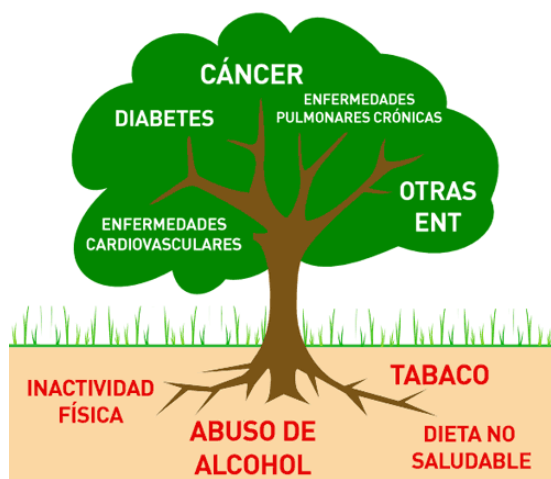 CÁNCER
DIABETES
ENFERMEDADES
PULMONARES CRÓNICAS
OTRAS
ENT
ENFERMEDADES
CARDIOVASCULARES
INACTIVIDAD
FÍSICA
ABUSO DE
ALCOHOL
TABACO
DIETA NO
SALUDABLE